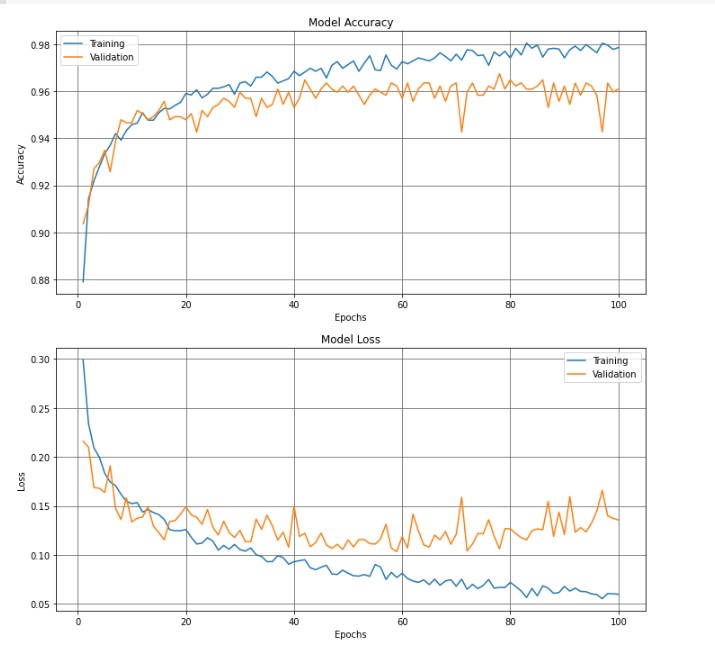 Model Accuracy
Training
Validation
0.98
0.96
0.94
0.92
0.90
0.88
Accuracy
0 20 40 60 80 100
Epochs
Model Loss
Training
Validation
0.30
0.25
0.20
0.15
0.10
0.05
Loss
0 20 40 60 80 100
Epochs